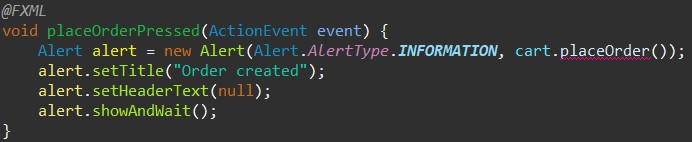 @FXML
void placeOrderPressed(ActionEvent event) {
    Alert alert = new Alert(Alert.AlertType.INFORMATION, cart.placeOrder());
    alert.setTitle("Order created");
    alert.setHeaderText(null);
    alert.showAndWait();
}